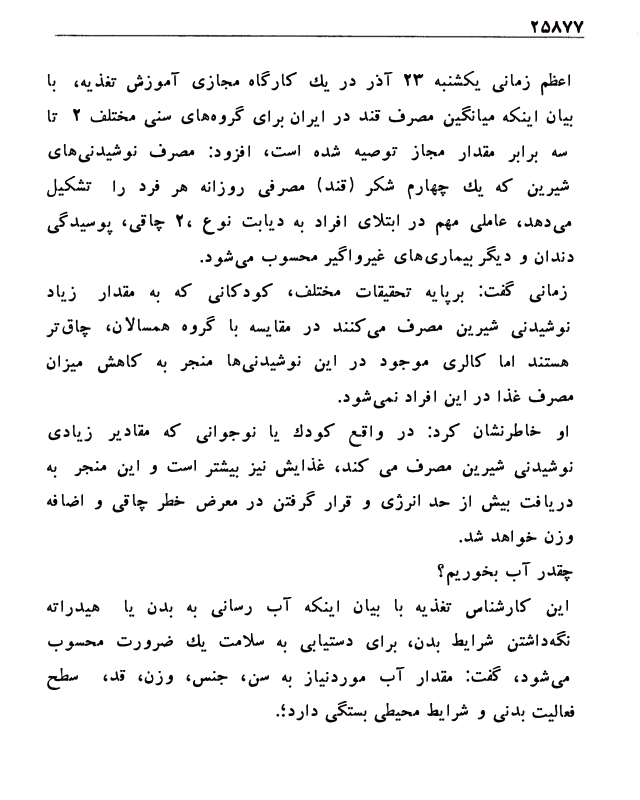 ۲۵۸۷۷
اعظم زمانی یکشنبه ۲۳ آذر در یك کارگاه مجازی آموزش تغذیه، با
بیان اینکه میانگین مصرف قند در ایران برای گروه‌های سنی مختلف ۲ تا
سه برابر مقدار مجاز توصیه شده است، افزود: مصرف نوشیدنی‌های
شیرین که یك چهارم شکر (قند) مصرفی روزانه هر فرد را تشکیل
می‌دهد، عاملی مهم در ابتلای افراد به دیابت نوع ،۲ چاقی، پوسیدگی
دندان و دیگر بیماری‌های غیرواگیر محسوب می‌شود.
زمانی گفت: برپایه تحقیقات مختلف، کودکانی که به مقدار زیاد
نوشیدنی شیرین مصرف می‌کنند در مقایسه با گروه همسالان، چاق‌تر
هستند اما کالری موجود در این نوشیدنی‌ها منجر به کاهش میزان
مصرف غذا در این افراد نمی‌شود.
او خاطرنشان کرد: در واقع کودك یا نوجوانی که مقادیر زیادی
نوشیدنی شیرین مصرف می کند، غذایش نیز بیشتر است و این منجر به
دریافت بیش از حد انرژی و قرار گرفتن در معرض خطر چاقی و اضافه
وزن خواهد شد.
چقدر آب بخوریم؟
این کارشناس تغذیه با بیان اینکه آب رسانی به بدن یا هیدراته
نگه‌داشتن شرایط بدن، برای دستیابی به سلامت یك ضرورت محسوب
می‌شود، گفت: مقدار آب موردنیاز به سن، جنس، وزن، قد، سطح
فعالیت بدنی و شرایط محیطی بستگی دارد؛.